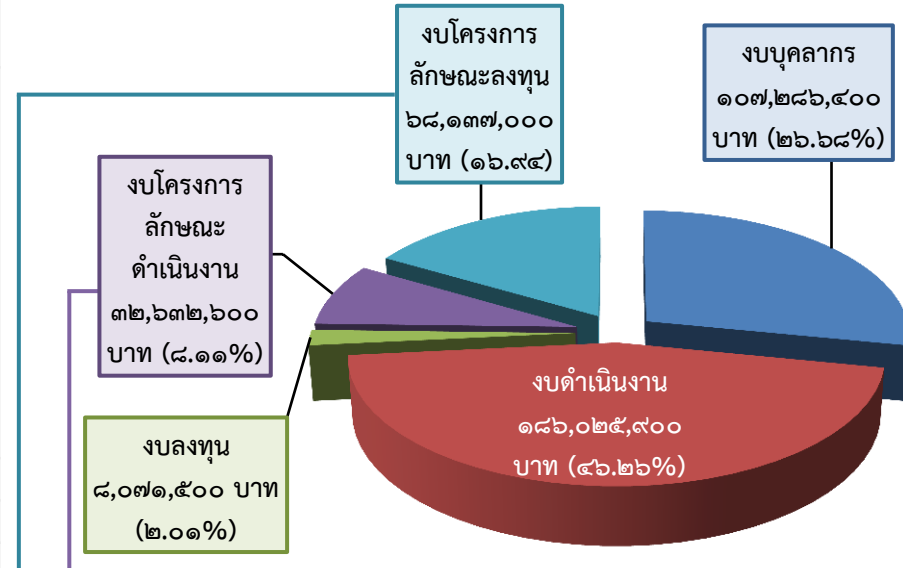 งบโครงการ
ลักษณะลงทุน
๖๘,๑๓๗,๐๐๐
บาท (๑๖.๙๔)
งบบุคลากร
๑๐๗,๒๘๖,๔๐๐
บาท (๒๖.๖๘%)
งบโครงการ
ลักษณะ
ดำเนินงาน
๓๒,๖๓๒,๖๐๐
บาท (๘.๑๑%)
งบดำเนินงาน
๑๘๖,๐๒๕,๙๐๐
บาท (๔๖.๒๖%)
งบลงทุน
๘,๐๗๑,๕๐๐ บาท
(๒.๐๑%)